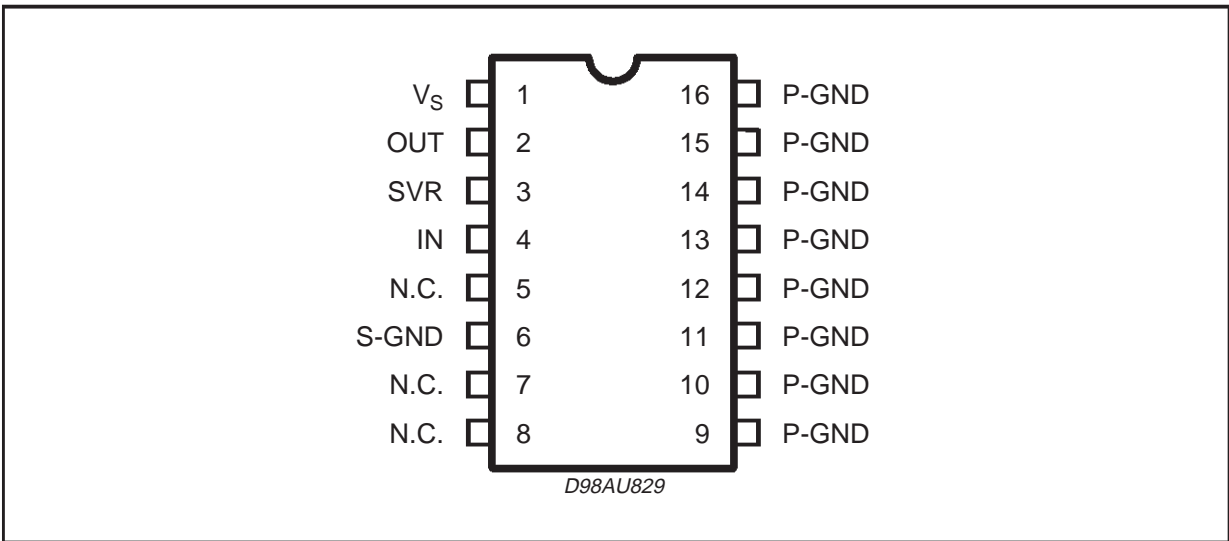 V_S 1 16 P-GND
OUT 2 15 P-GND
SVR 3 14 P-GND
IN 4 13 P-GND
N.C. 5 12 P-GND
S-GND 6 11 P-GND
N.C. 7 10 P-GND
N.C. 8 9 P-GND
D98AU829